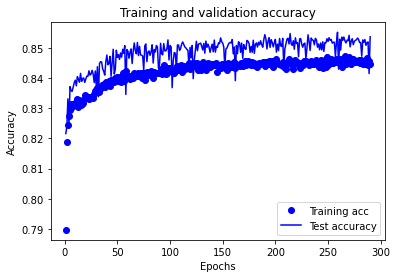 Training and validation accuracy
Accuracy
0.85
0.84
0.83
0.82
0.81
0.80
0.79
Training acc
Test accuracy
0
50
100
150
200
250
300
Epochs